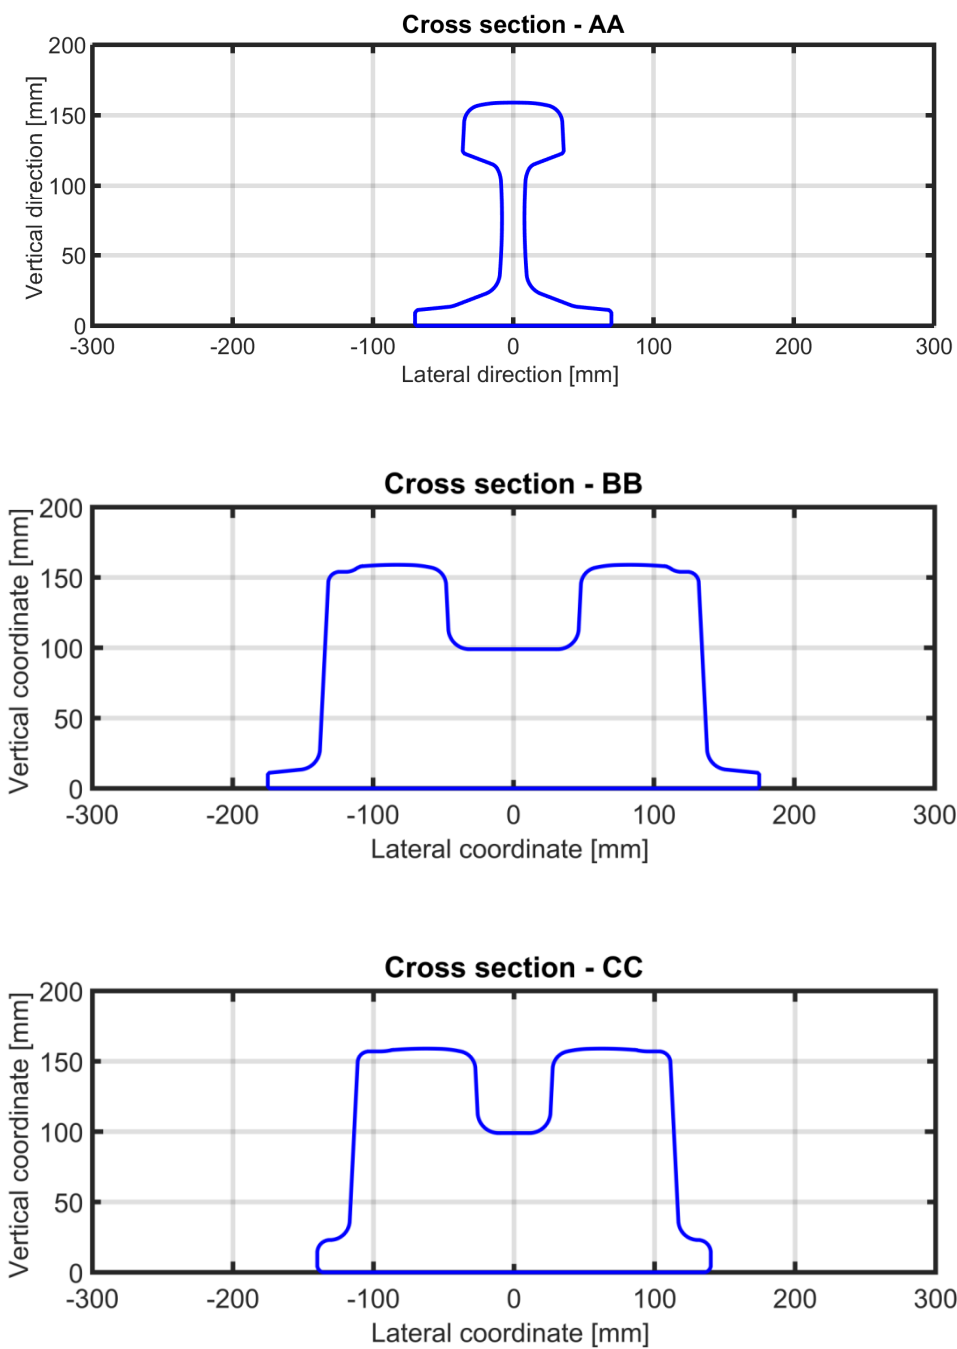 Cross section - AA
Vertical direction [mm]
200
150
100
50
0
-300 -200 -100 0 100 200 300
Lateral direction [mm]
Cross section - BB
Vertical coordinate [mm]
200
150
100
50
0
-300 -200 -100 0 100 200 300
Lateral coordinate [mm]
Cross section - CC
Vertical coordinate [mm]
200
150
100
50
0
-300 -200 -100 0 100 200 300
Lateral coordinate [mm]